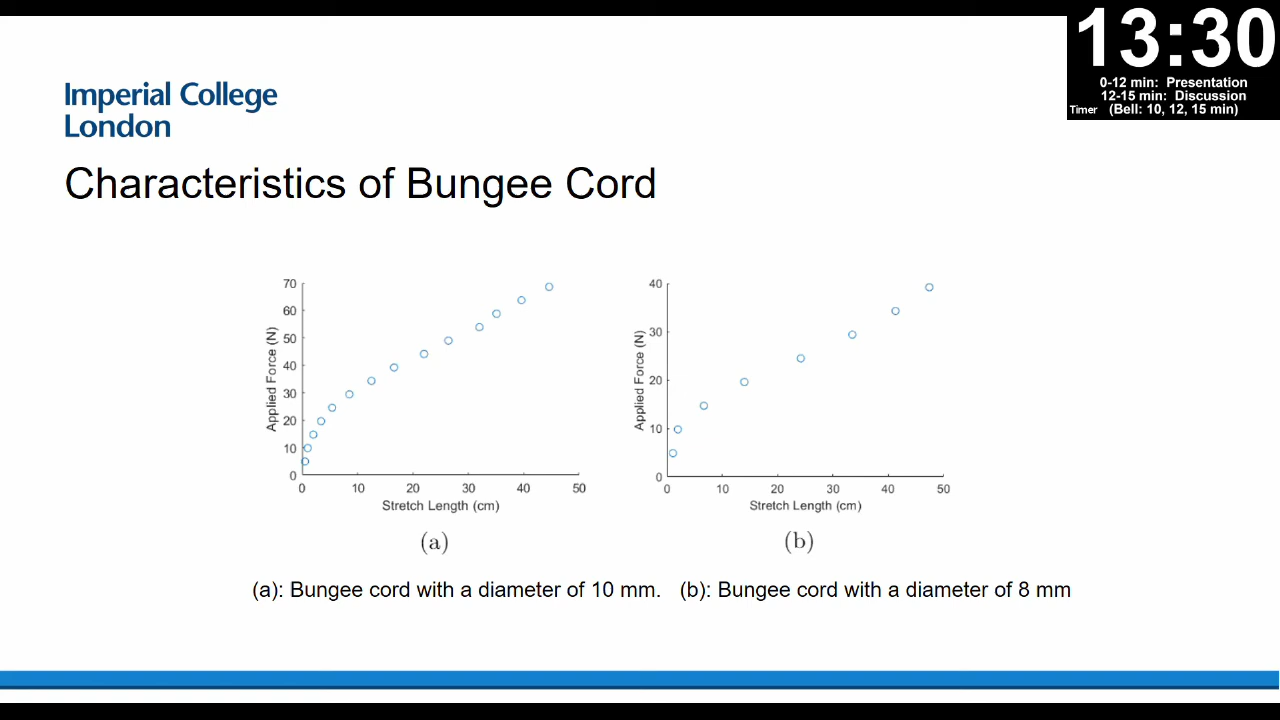 13:30
0-12 min: Presentation
12-15 min: Discussion
Timer (Bell: 10, 12, 15 min)
Imperial College
London
Characteristics of Bungee Cord
70
60
50
40
30
20
10
0
Applied Force (N)
0 10 20 30 40 50
Stretch Length (cm)
(a)
40
30
20
10
0
Applied Force (N)
0 10 20 30 40 50
Stretch Length (cm)
(b)
(a): Bungee cord with a diameter of 10 mm. (b): Bungee cord with a diameter of 8 mm